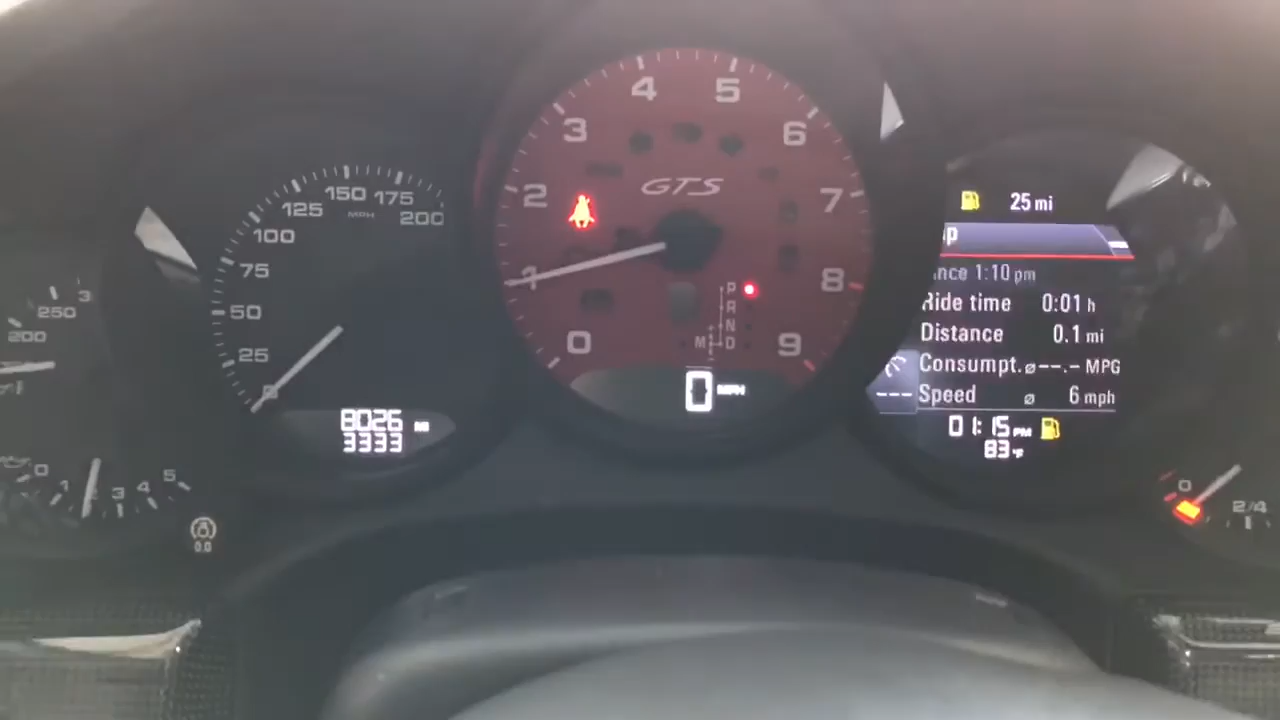 3
250
200
0
1
3
4
5
0.0
0
25
50
75
100
125
150
175
200
MPH
8026 MI
3333
0
1
2
3
4
5
6
7
8
9
GTS
P
R
N
M D
0 MPH
25 mi
p
nce 1:10 pm
Ride time 0:01 h
Distance 0.1 mi
Consumpt. ø--.- MPG
Speed ø 6 mph
---
01:15 PM
83 °F
0
2/4